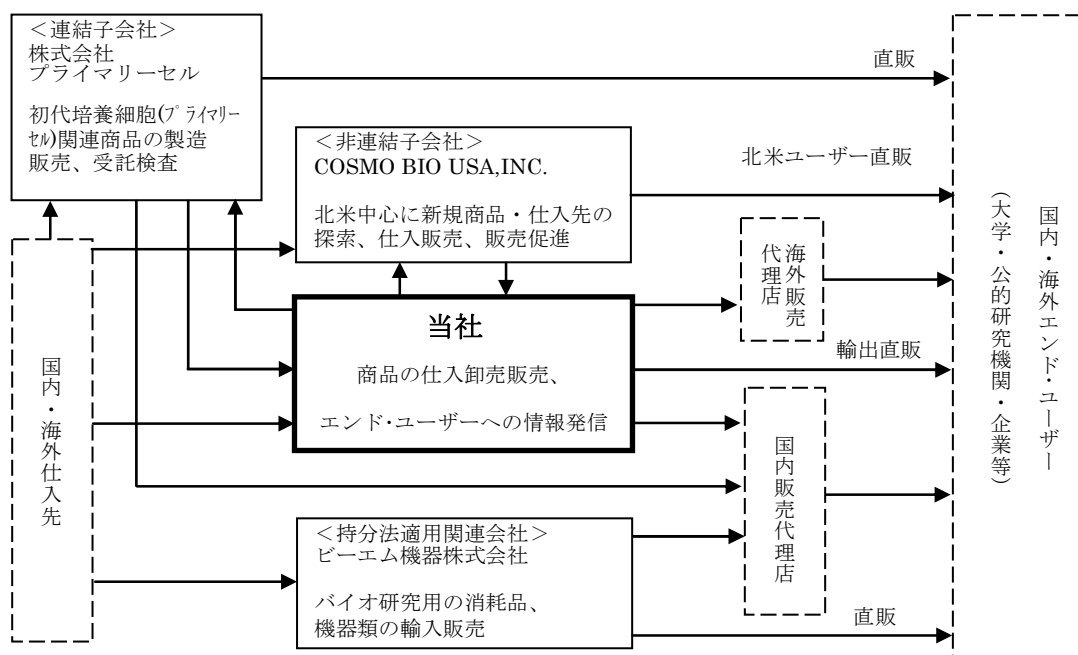 ＜連結子会社＞
株式会社
プライマリーセル
初代培養細胞(プライマリー
セル)関連商品の製造
販売、受託検査
直販
＜非連結子会社＞
COSMO BIO USA,INC.
北米中心に新規商品・仕入先の
探索、仕入販売、販売促進
北米ユーザー直販
海外販売
代理店
当社
商品の仕入卸売販売、
エンド・ユーザーへの情報発信
輸出直販
国内・海外仕入先
国内販売代理店
＜持分法適用関連会社＞
ビーエム機器株式会社
バイオ研究用の消耗品、
機器類の輸入販売
直販
国内・海外エンド・ユーザー
(大学・公的研究機関・企業等)